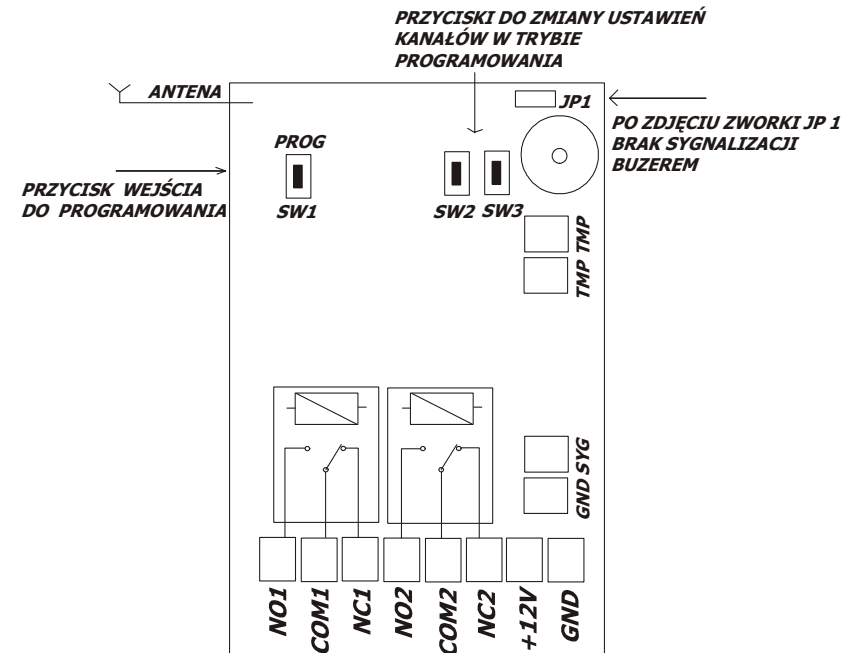 PRZYCISKI DO ZMIANY USTAWIEŃ
KANAŁÓW W TRYBIE
PROGRAMOWANIA
ANTENA
JP1
PO ZDJĘCIU ZWORKI JP 1
BRAK SYGNALIZACJI
BUZEREM
PROG
PRZYCISK WEJŚCIA
DO PROGRAMOWANIA
SW1
SW2
SW3
TMP
TMP
SYG
GND
NO1
COM1
NC1
NO2
COM2
NC2
+12V
GND